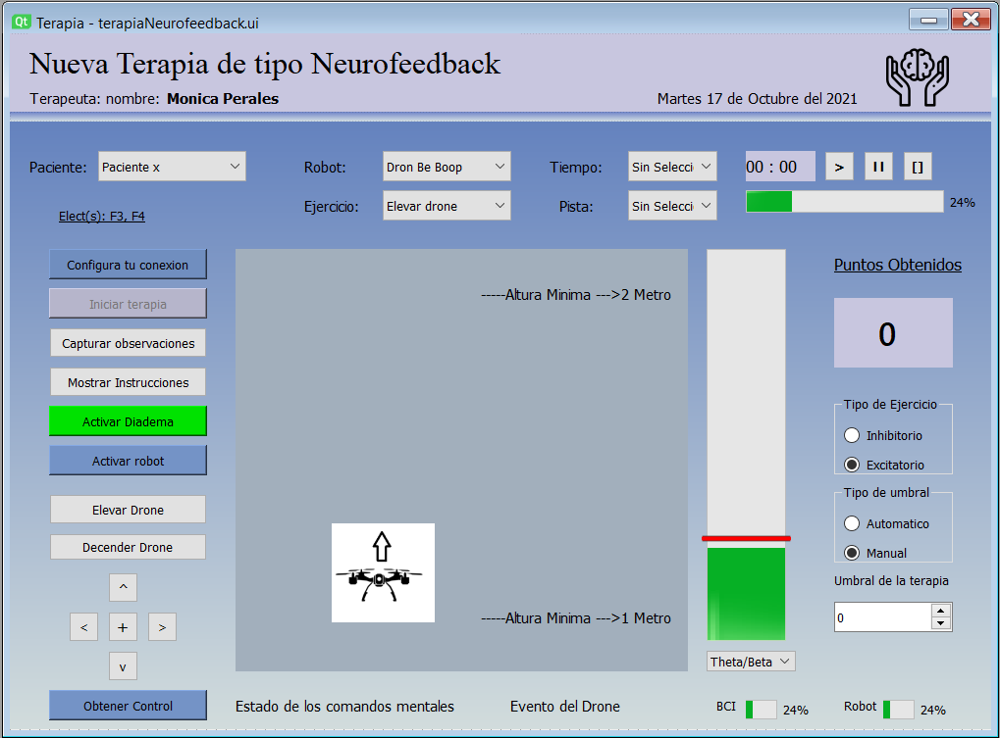 Qt Terapia - terapiaNeurofeedback.ui
Nueva Terapia de tipo Neurofeedback
Terapeuta: nombre: Monica Perales
Martes 17 de Octubre del 2021
Paciente: Paciente x
Robot: Dron Be Boop
Tiempo: Sin Selecci
00 : 00 > II []
Elect(s): F3, F4
Ejercicio: Elevar drone
Pista: Sin Selecci
24%
Configura tu conexion
Iniciar terapia
Capturar observaciones
Mostrar Instrucciones
Activar Diadema
Activar robot
Elevar Drone
Decender Drone
^
< + >
v
Obtener Control
-----Altura Minima --->2 Metro
-----Altura Minima --->1 Metro
Theta/Beta
Puntos Obtenidos
0
Tipo de Ejercicio
Inhibitorio
Excitatorio
Tipo de umbral
Automatico
Manual
Umbral de la terapia
0
Estado de los comandos mentales
Evento del Drone
BCI 24%
Robot 24%